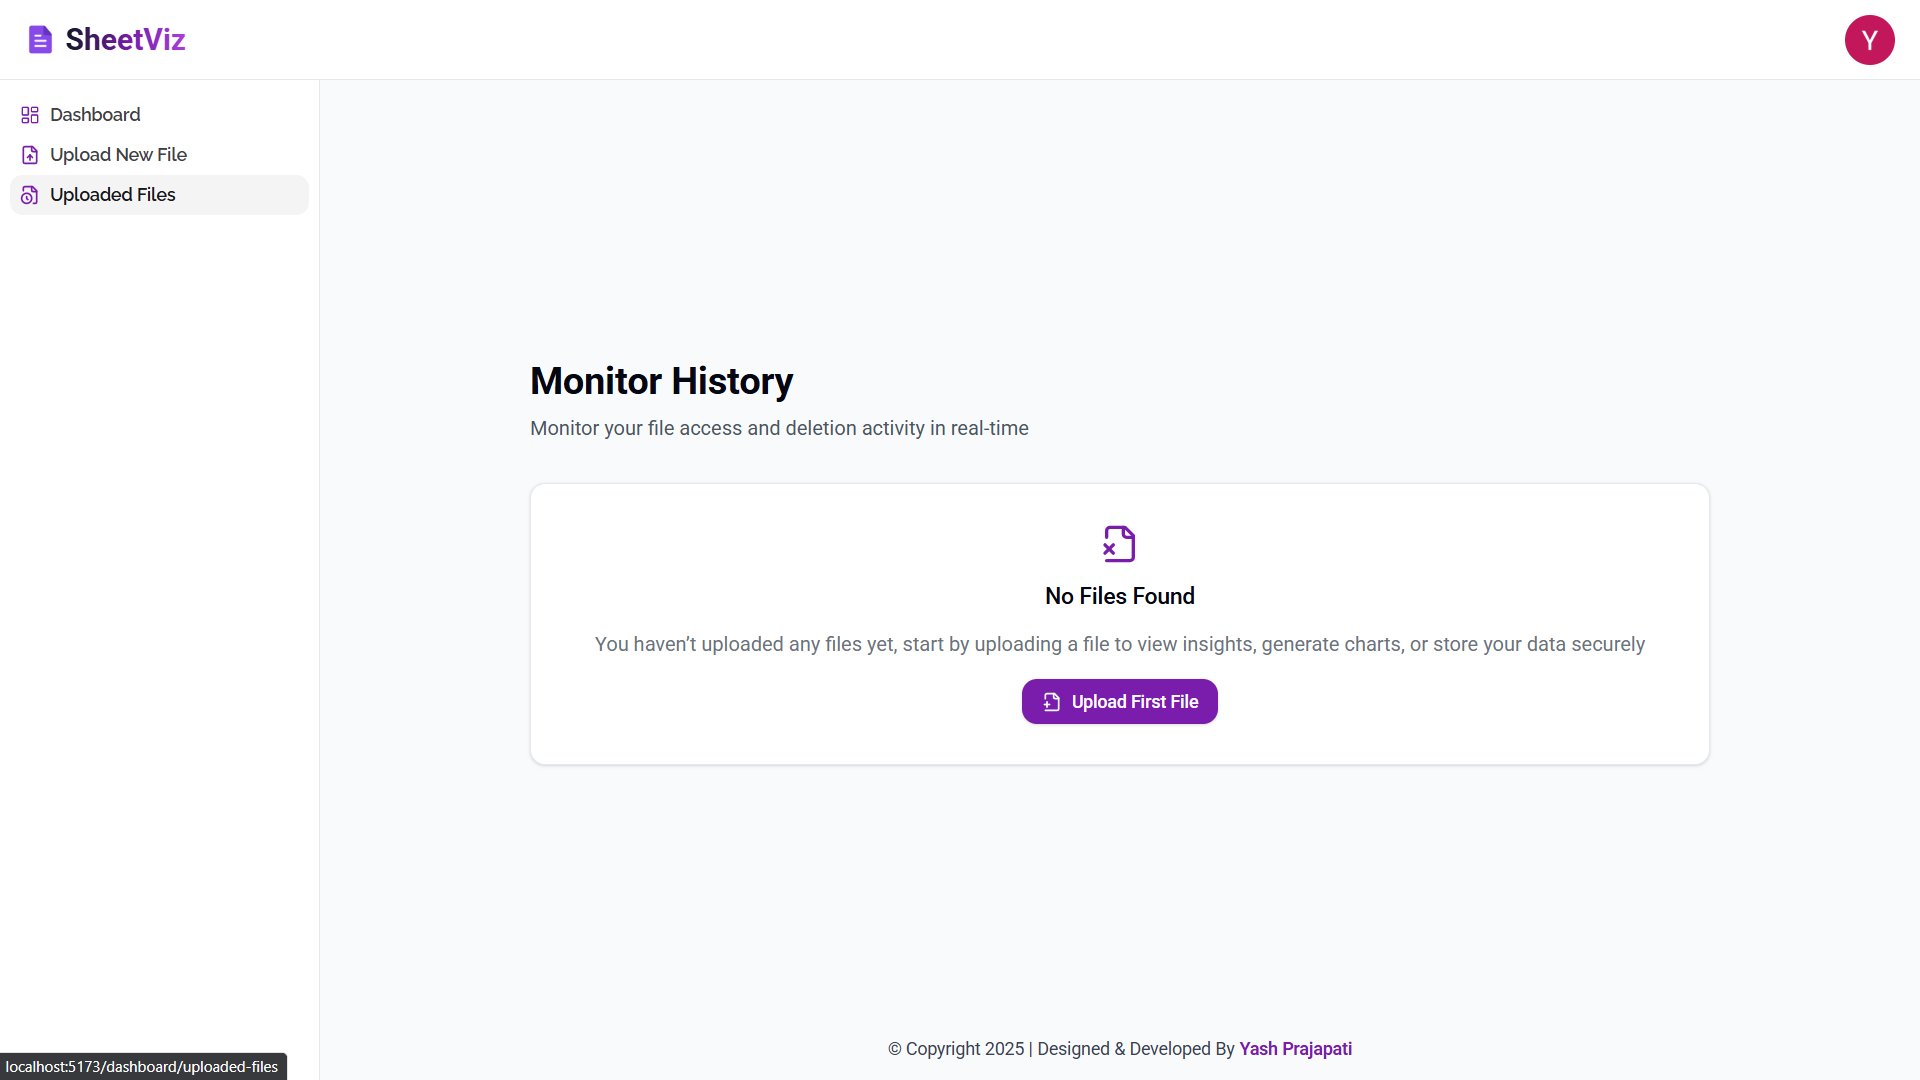 SheetViz
Y
Dashboard
Upload New File
Uploaded Files
Monitor History
Monitor your file access and deletion activity in real-time
No Files Found
You haven’t uploaded any files yet, start by uploading a file to view insights, generate charts, or store your data securely
Upload First File
© Copyright 2025 | Designed & Developed By Yash Prajapati
localhost:5173/dashboard/uploaded-files